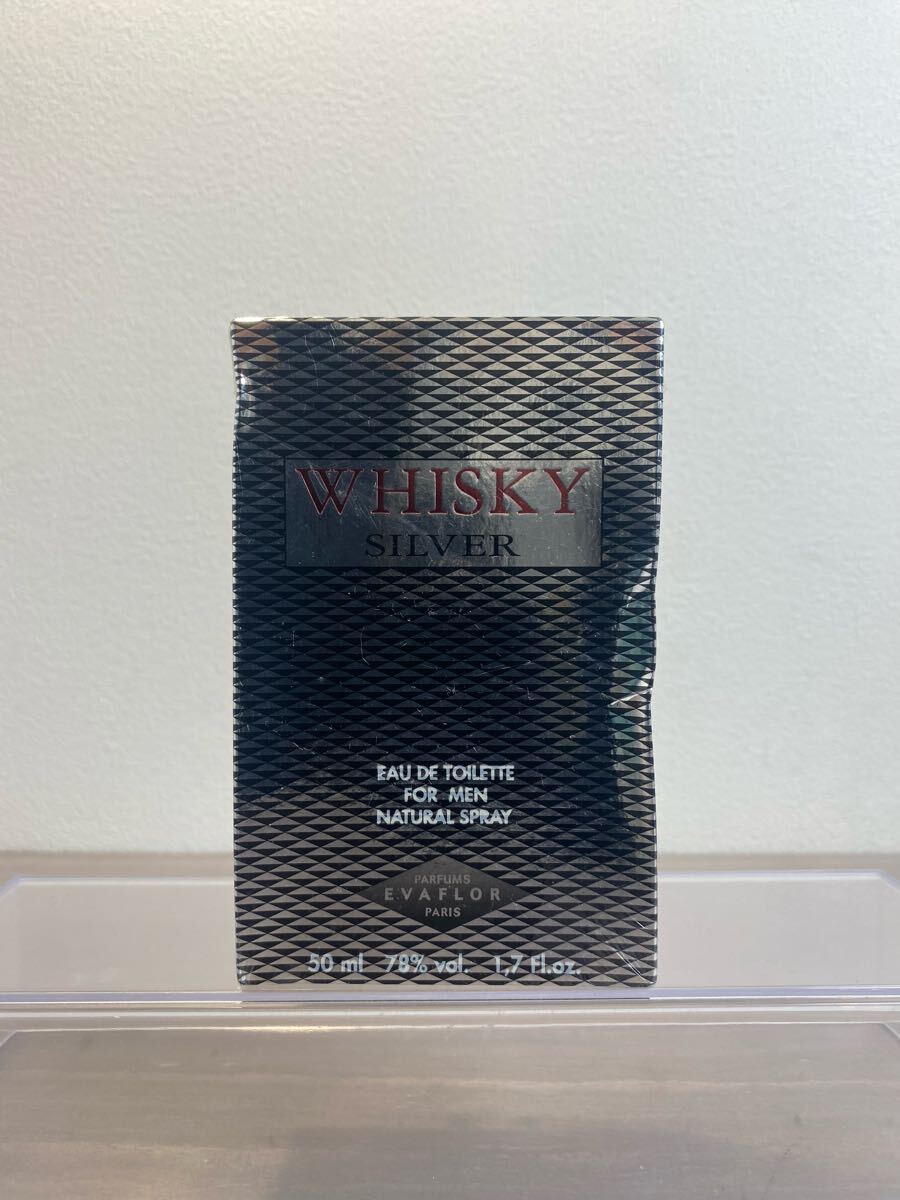 WHISKY
SILVER
EAU DE TOILETTE
FOR MEN
NATURAL SPRAY
PARFUMS
EVAFLOR
PARIS
50 ml 78% vol. 1,7 Fl.oz.